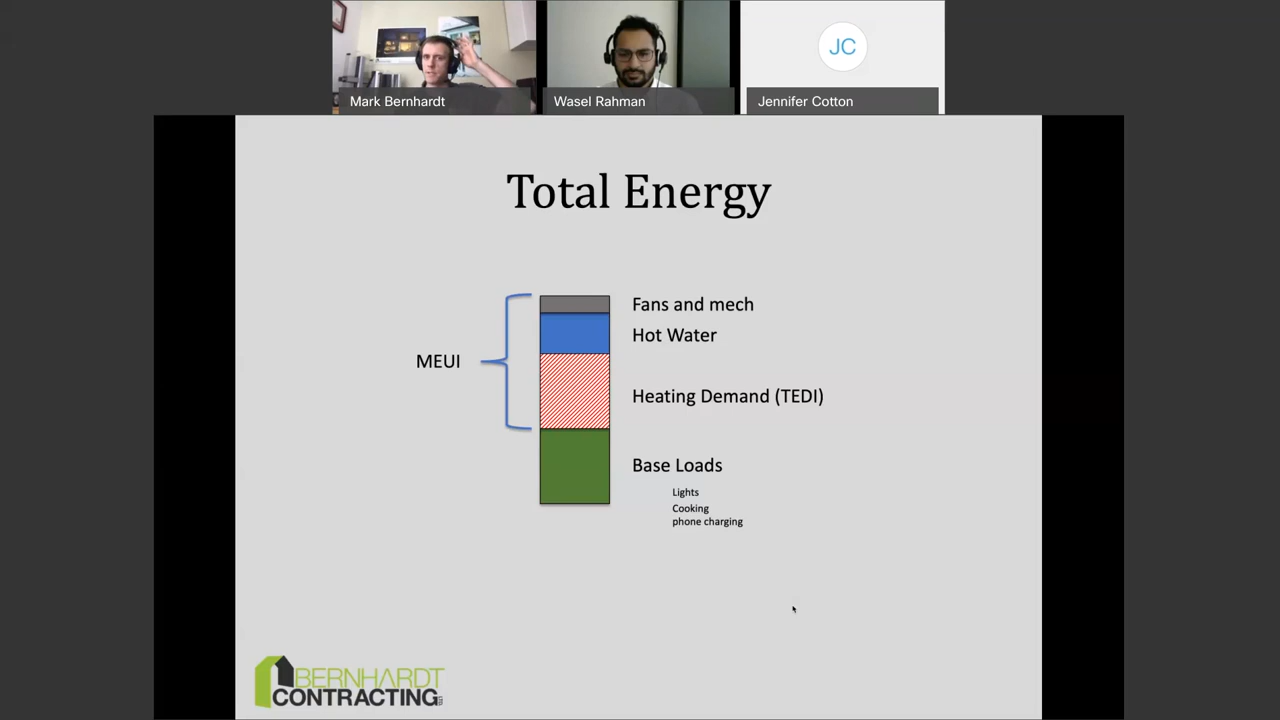 Mark Bernhardt
Wasel Rahman
JC
Jennifer Cotton
Total Energy
Fans and mech
Hot Water
MEUI
Heating Demand (TEDI)
Base Loads
Lights
Cooking
phone charging
BERNHARDT
CONTRACTING